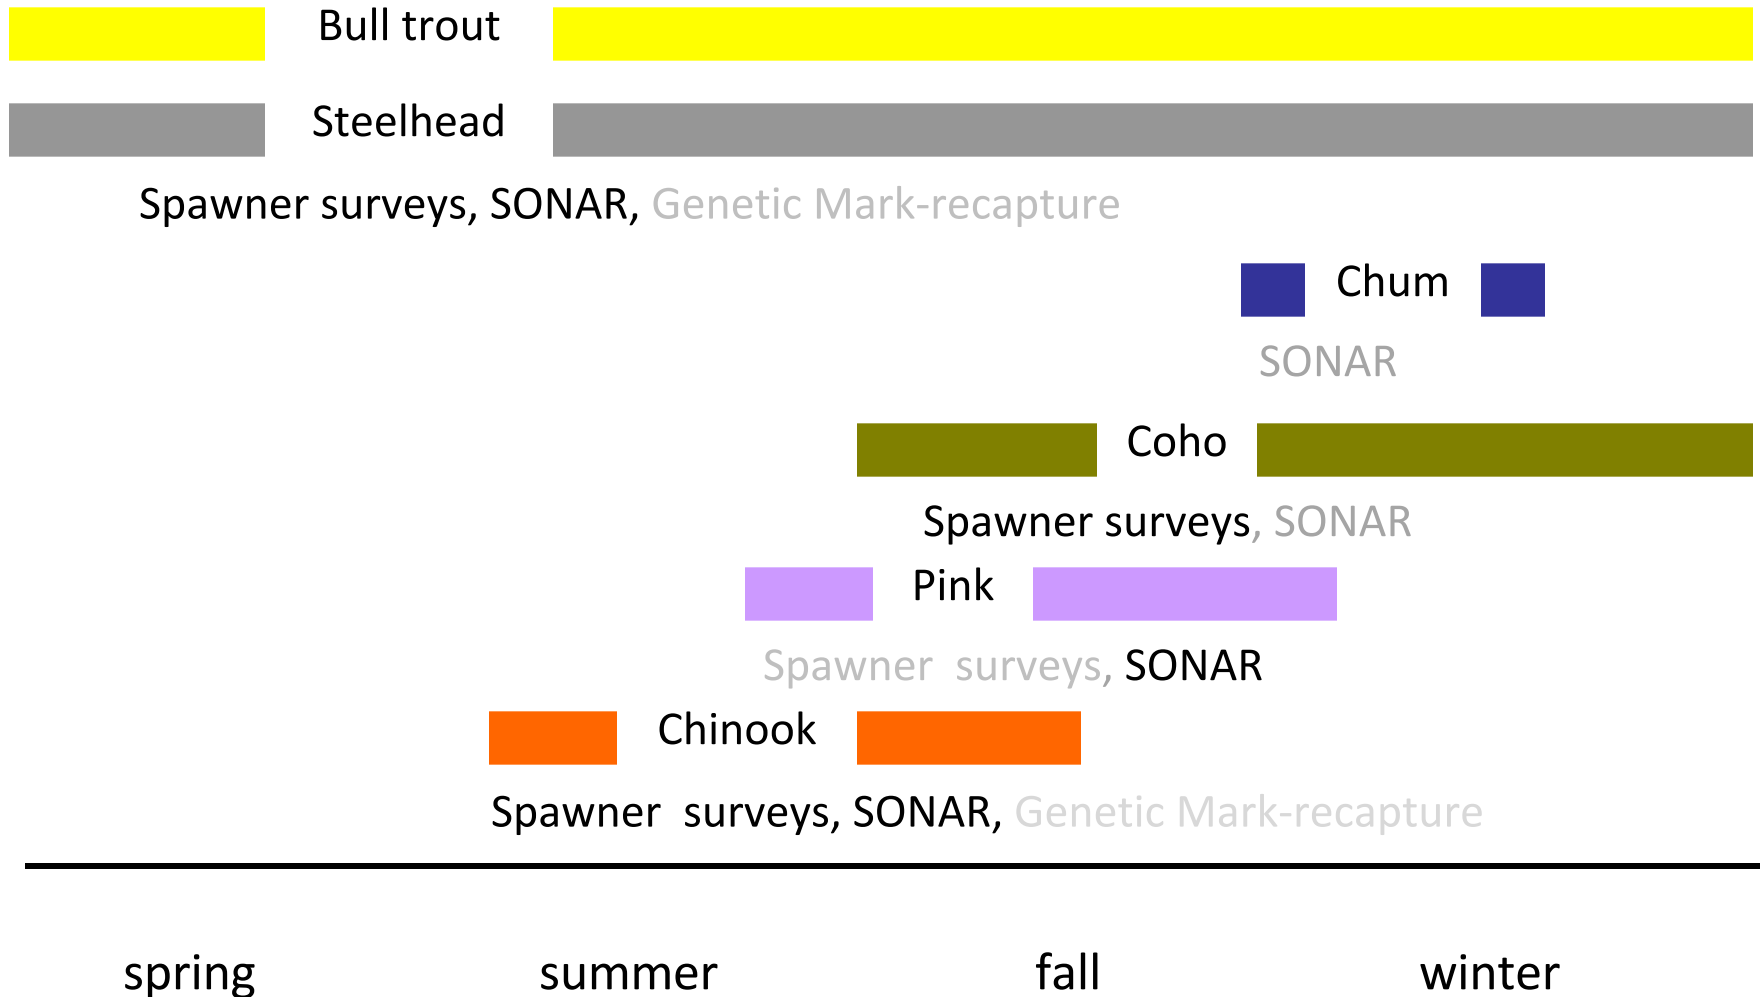 Bull trout
Steelhead
Spawner surveys, SONAR, Genetic Mark-recapture
Chum
SONAR
Coho
Spawner surveys, SONAR
Pink
Spawner  surveys, SONAR
Chinook
Spawner  surveys, SONAR, Genetic Mark-recapture
spring summer fall winter